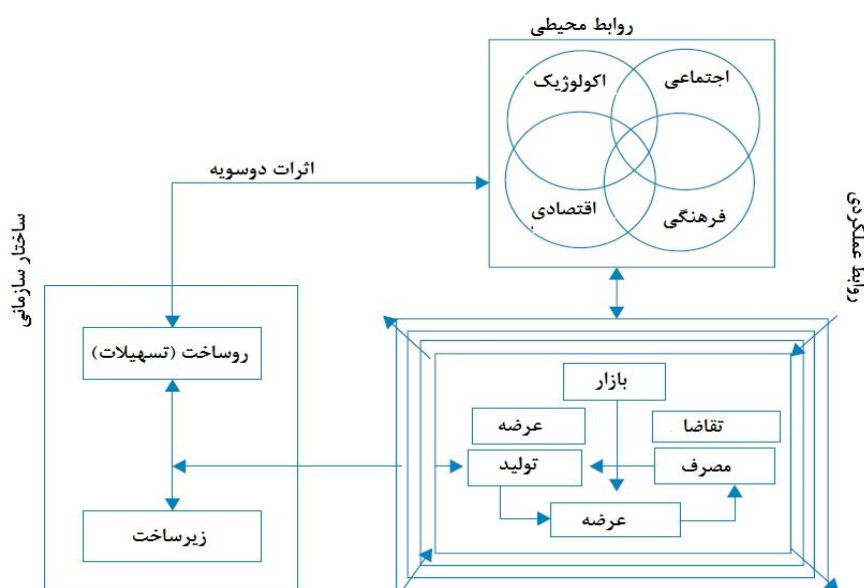 روابط محیطی
اکولوژیک
اجتماعی
اقتصادی
فرهنگی
اثرات دوسویه
ساختار سازمانی
روابط عملکردی
روساخت (تسهیلات)
زیرساخت
بازار
عرضه
تقاضا
تولید
مصرف
عرضه